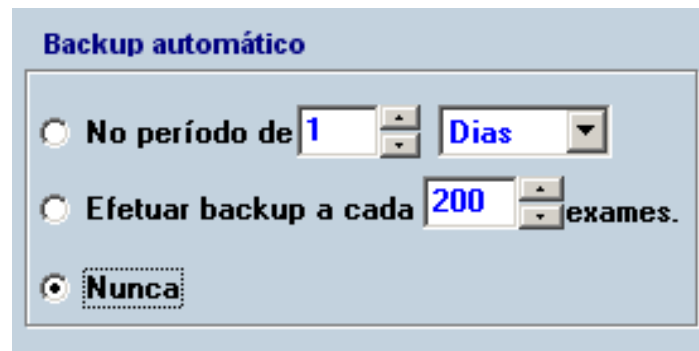 Backup automático
No período de 1 Dias
Efetuar backup a cada 200 exames.
Nunca